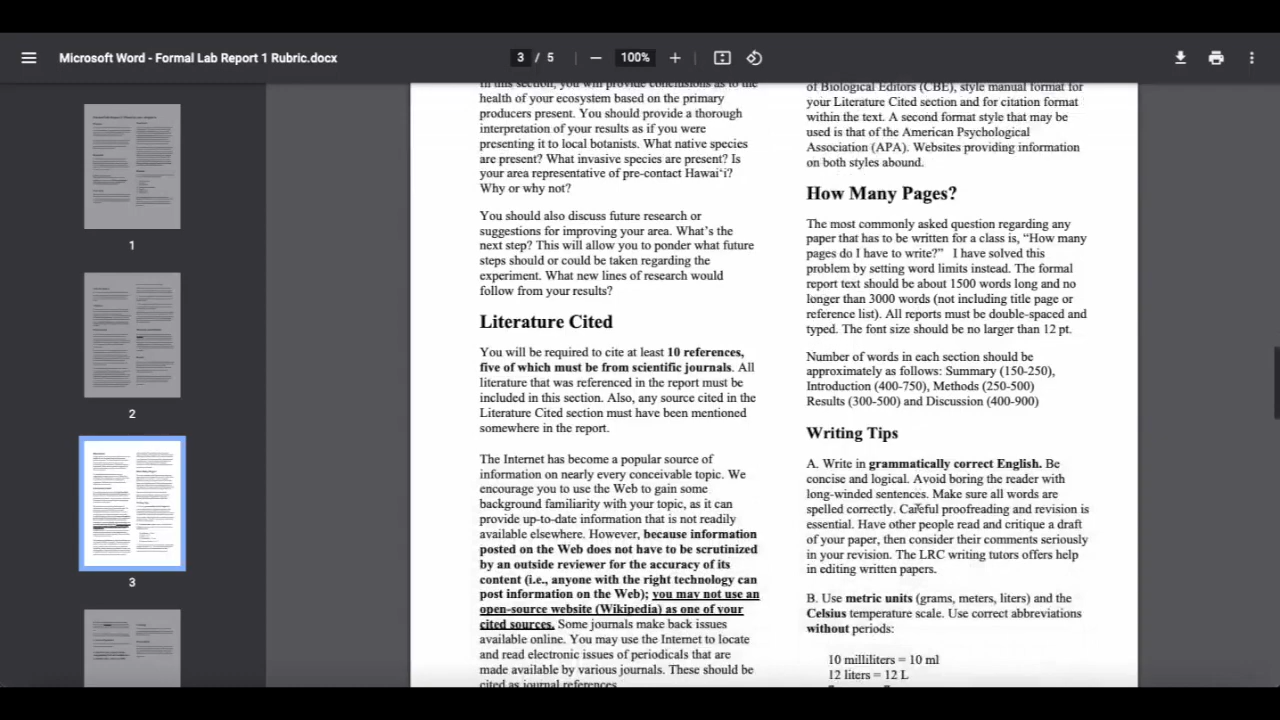 Microsoft Word - Formal Lab Report 1 Rubric.docx
3 / 5
100%
1
2
3
In this section, you will provide conclusions as to the
health of your ecosystem based on the primary
producers present. You should provide a thorough
interpretation of your results as if you were
presenting it to local botanists. What native species
are present? What invasive species are present? Is
your area representative of pre-contact Hawai‘i?
Why or why not?
You should also discuss future research or
suggestions for improving your area. What’s the
next step? This will allow you to ponder what future
steps should or could be taken regarding the
experiment. What new lines of research would
follow from your results?
Literature Cited
You will be required to cite at least 10 references,
five of which must be from scientific journals. All
literature that was referenced in the report must be
included in this section. Also, any source cited in the
Literature Cited section must have been mentioned
somewhere in the report.
The Internet has become a popular source of
information on nearly every conceivable topic. We
encourage you to use the Web to gain some
background familiarity with your topic, as it can
provide up-to-date information that is not readily
available elsewhere. However, because information
posted on the Web does not have to be scrutinized
by an outside reviewer for the accuracy of its
content (i.e., anyone with the right technology can
post information on the Web); you may not use an
open-source website (Wikipedia) as one of your
cited sources. Some journals make back issues
available online. You may use the Internet to locate
and read electronic issues of periodicals that are
made available by various journals. These should be
cited as journal references.
of Biological Editors (CBE), style manual format for
your Literature Cited section and for citation format
within the text. A second format style that may be
used is that of the American Psychological
Association (APA). Websites providing information
on both styles abound.
How Many Pages?
The most commonly asked question regarding any
paper that has to be written for a class is, “How many
pages do I have to write?” I have solved this
problem by setting word limits instead. The formal
report text should be about 1500 words long and no
longer than 3000 words (not including title page or
reference list). All reports must be double-spaced and
typed. The font size should be no larger than 12 pt.
Number of words in each section should be
approximately as follows: Summary (150-250),
Introduction (400-750), Methods (250-500)
Results (300-500) and Discussion (400-900)
Writing Tips
A. Write in grammatically correct English. Be
concise and logical. Avoid boring the reader with
long-winded sentences. Make sure all words are
spelled correctly. Careful proofreading and revision is
essential. Have other people read and critique a draft
of your paper, then consider their comments seriously
in your revision. The LRC writing tutors offers help
in editing written papers.
B. Use metric units (grams, meters, liters) and the
Celsius temperature scale. Use correct abbreviations
without periods:
10 milliliters = 10 ml
12 liters = 12 L